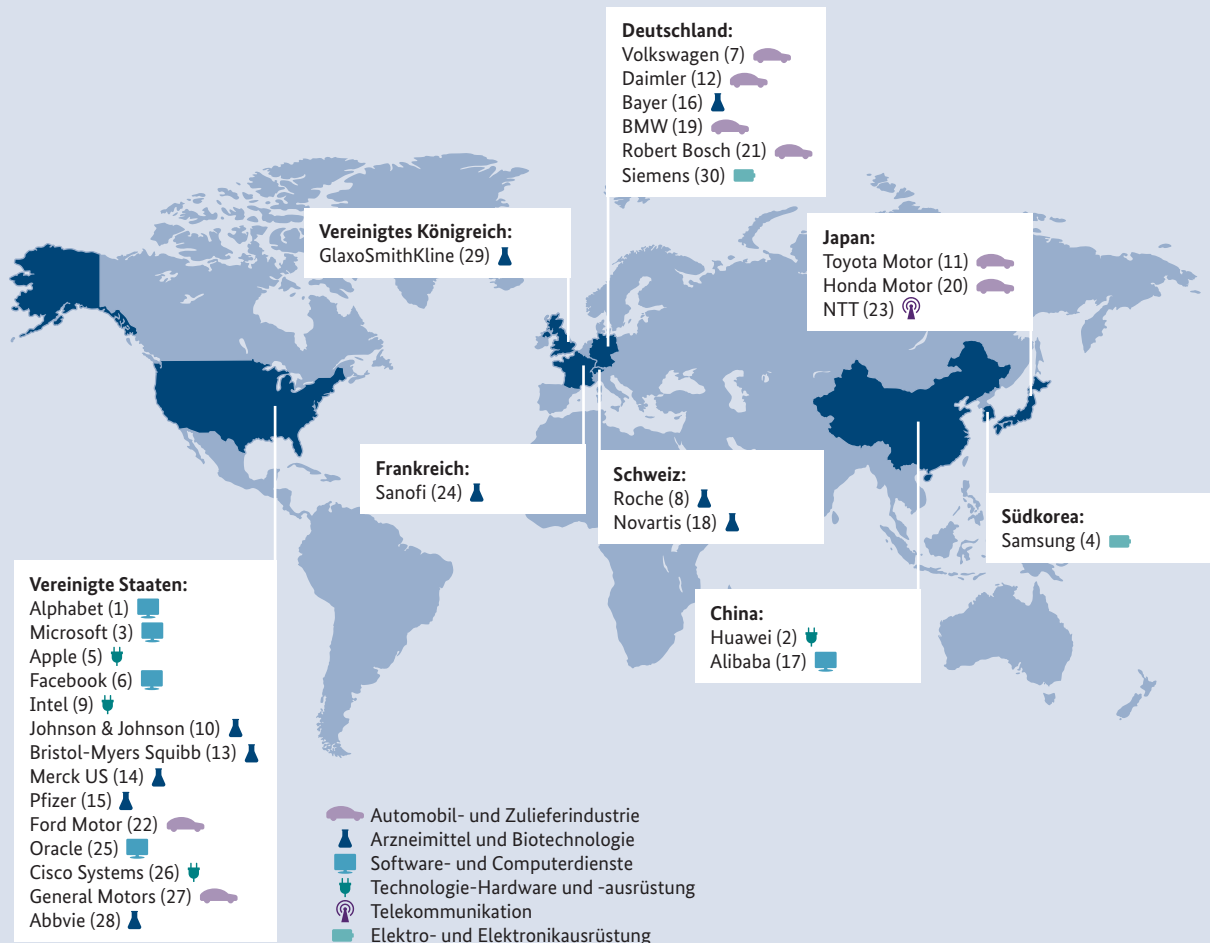 Deutschland:
Volkswagen (7)
Daimler (12)
Bayer (16)
BMW (19)
Robert Bosch (21)
Siemens (30)
Vereinigtes Königreich:
GlaxoSmithKline (29)
Japan:
Toyota Motor (11)
Honda Motor (20)
NTT (23)
Frankreich:
Sanofi (24)
Schweiz:
Roche (8)
Novartis (18)
Südkorea:
Samsung (4)
Vereinigte Staaten:
Alphabet (1)
Microsoft (3)
Apple (5)
Facebook (6)
Intel (9)
Johnson & Johnson (10)
Bristol-Myers Squibb (13)
Merck US (14)
Pfizer (15)
Ford Motor (22)
Oracle (25)
Cisco Systems (26)
General Motors (27)
Abbvie (28)
China:
Huawei (2)
Alibaba (17)
Automobil- und Zulieferindustrie
Arzneimittel und Biotechnologie
Software- und Computerdienste
Technologie-Hardware und -ausrüstung
Telekommunikation
Elektro- und Elektronikausrüstung